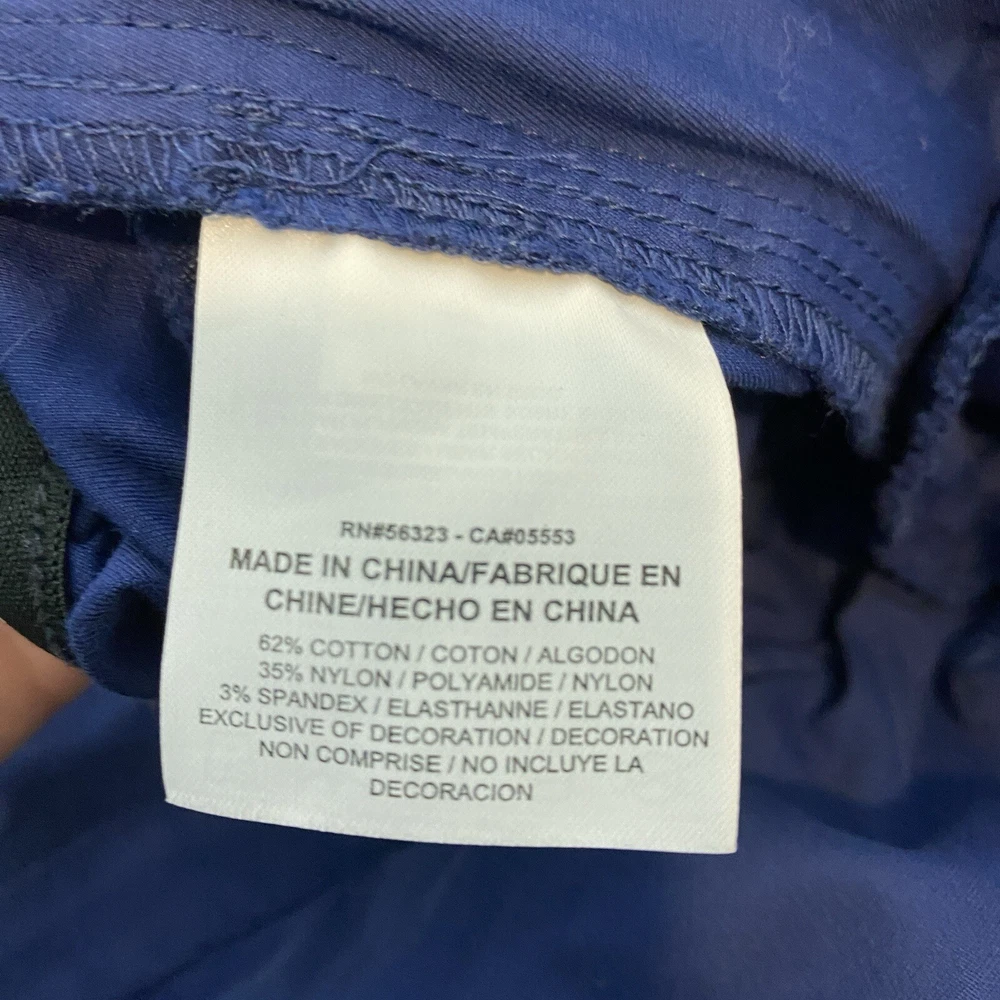 RN#56323 - CA#05553
MADE IN CHINA/FABRIQUE EN
CHINE/HECHO EN CHINA
62% COTTON / COTON / ALGODON
35% NYLON / POLYAMIDE / NYLON
3% SPANDEX / ELASTHANNE / ELASTANO
EXCLUSIVE OF DECORATION / DECORATION
NON COMPRISE / NO INCLUYE LA
DECORACION